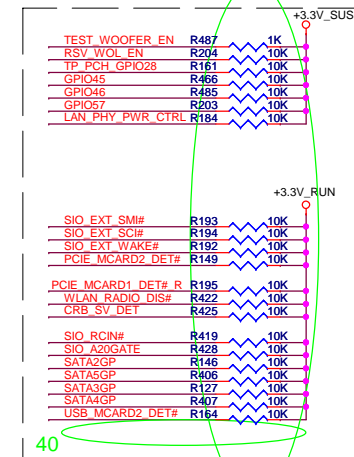 +3.3V_SUS
TEST_WOOFER_EN R487 1K
RSV_WOL_EN R204 10K
TP_PCH_GPIO28 R161 10K
GPIO45 R466 10K
GPIO46 R485 10K
GPIO57 R203 10K
LAN_PHY_PWR_CTRL R184 10K
+3.3V_RUN
SIO_EXT_SMI# R193 10K
SIO_EXT_SCI# R194 10K
SIO_EXT_WAKE# R192 10K
PCIE_MCARD2_DET# R149 10K
PCIE_MCARD1_DET#_R R195 10K
WLAN_RADIO_DIS# R422 10K
CRB_SV_DET R425 10K
SIO_RCIN# R419 10K
SIO_A20GATE R428 10K
SATA2GP R146 10K
SATA5GP R406 10K
SATA3GP R127 10K
SATA4GP R407 10K
USB_MCARD2_DET# R164 10K
40